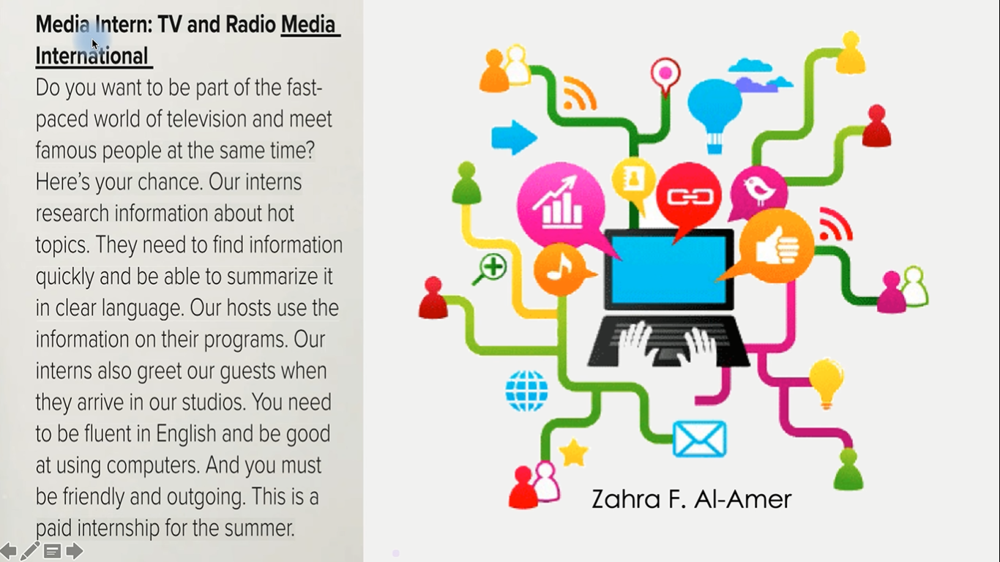 Media Intern: TV and Radio Media
International
Do you want to be part of the fast-
paced world of television and meet
famous people at the same time?
Here’s your chance. Our interns
research information about hot
topics. They need to find information
quickly and be able to summarize it
in clear language. Our hosts use the
information on their programs. Our
interns also greet our guests when
they arrive in our studios. You need
to be fluent in English and be good
at using computers. And you must
be friendly and outgoing. This is a
paid internship for the summer.
Zahra F. Al-Amer